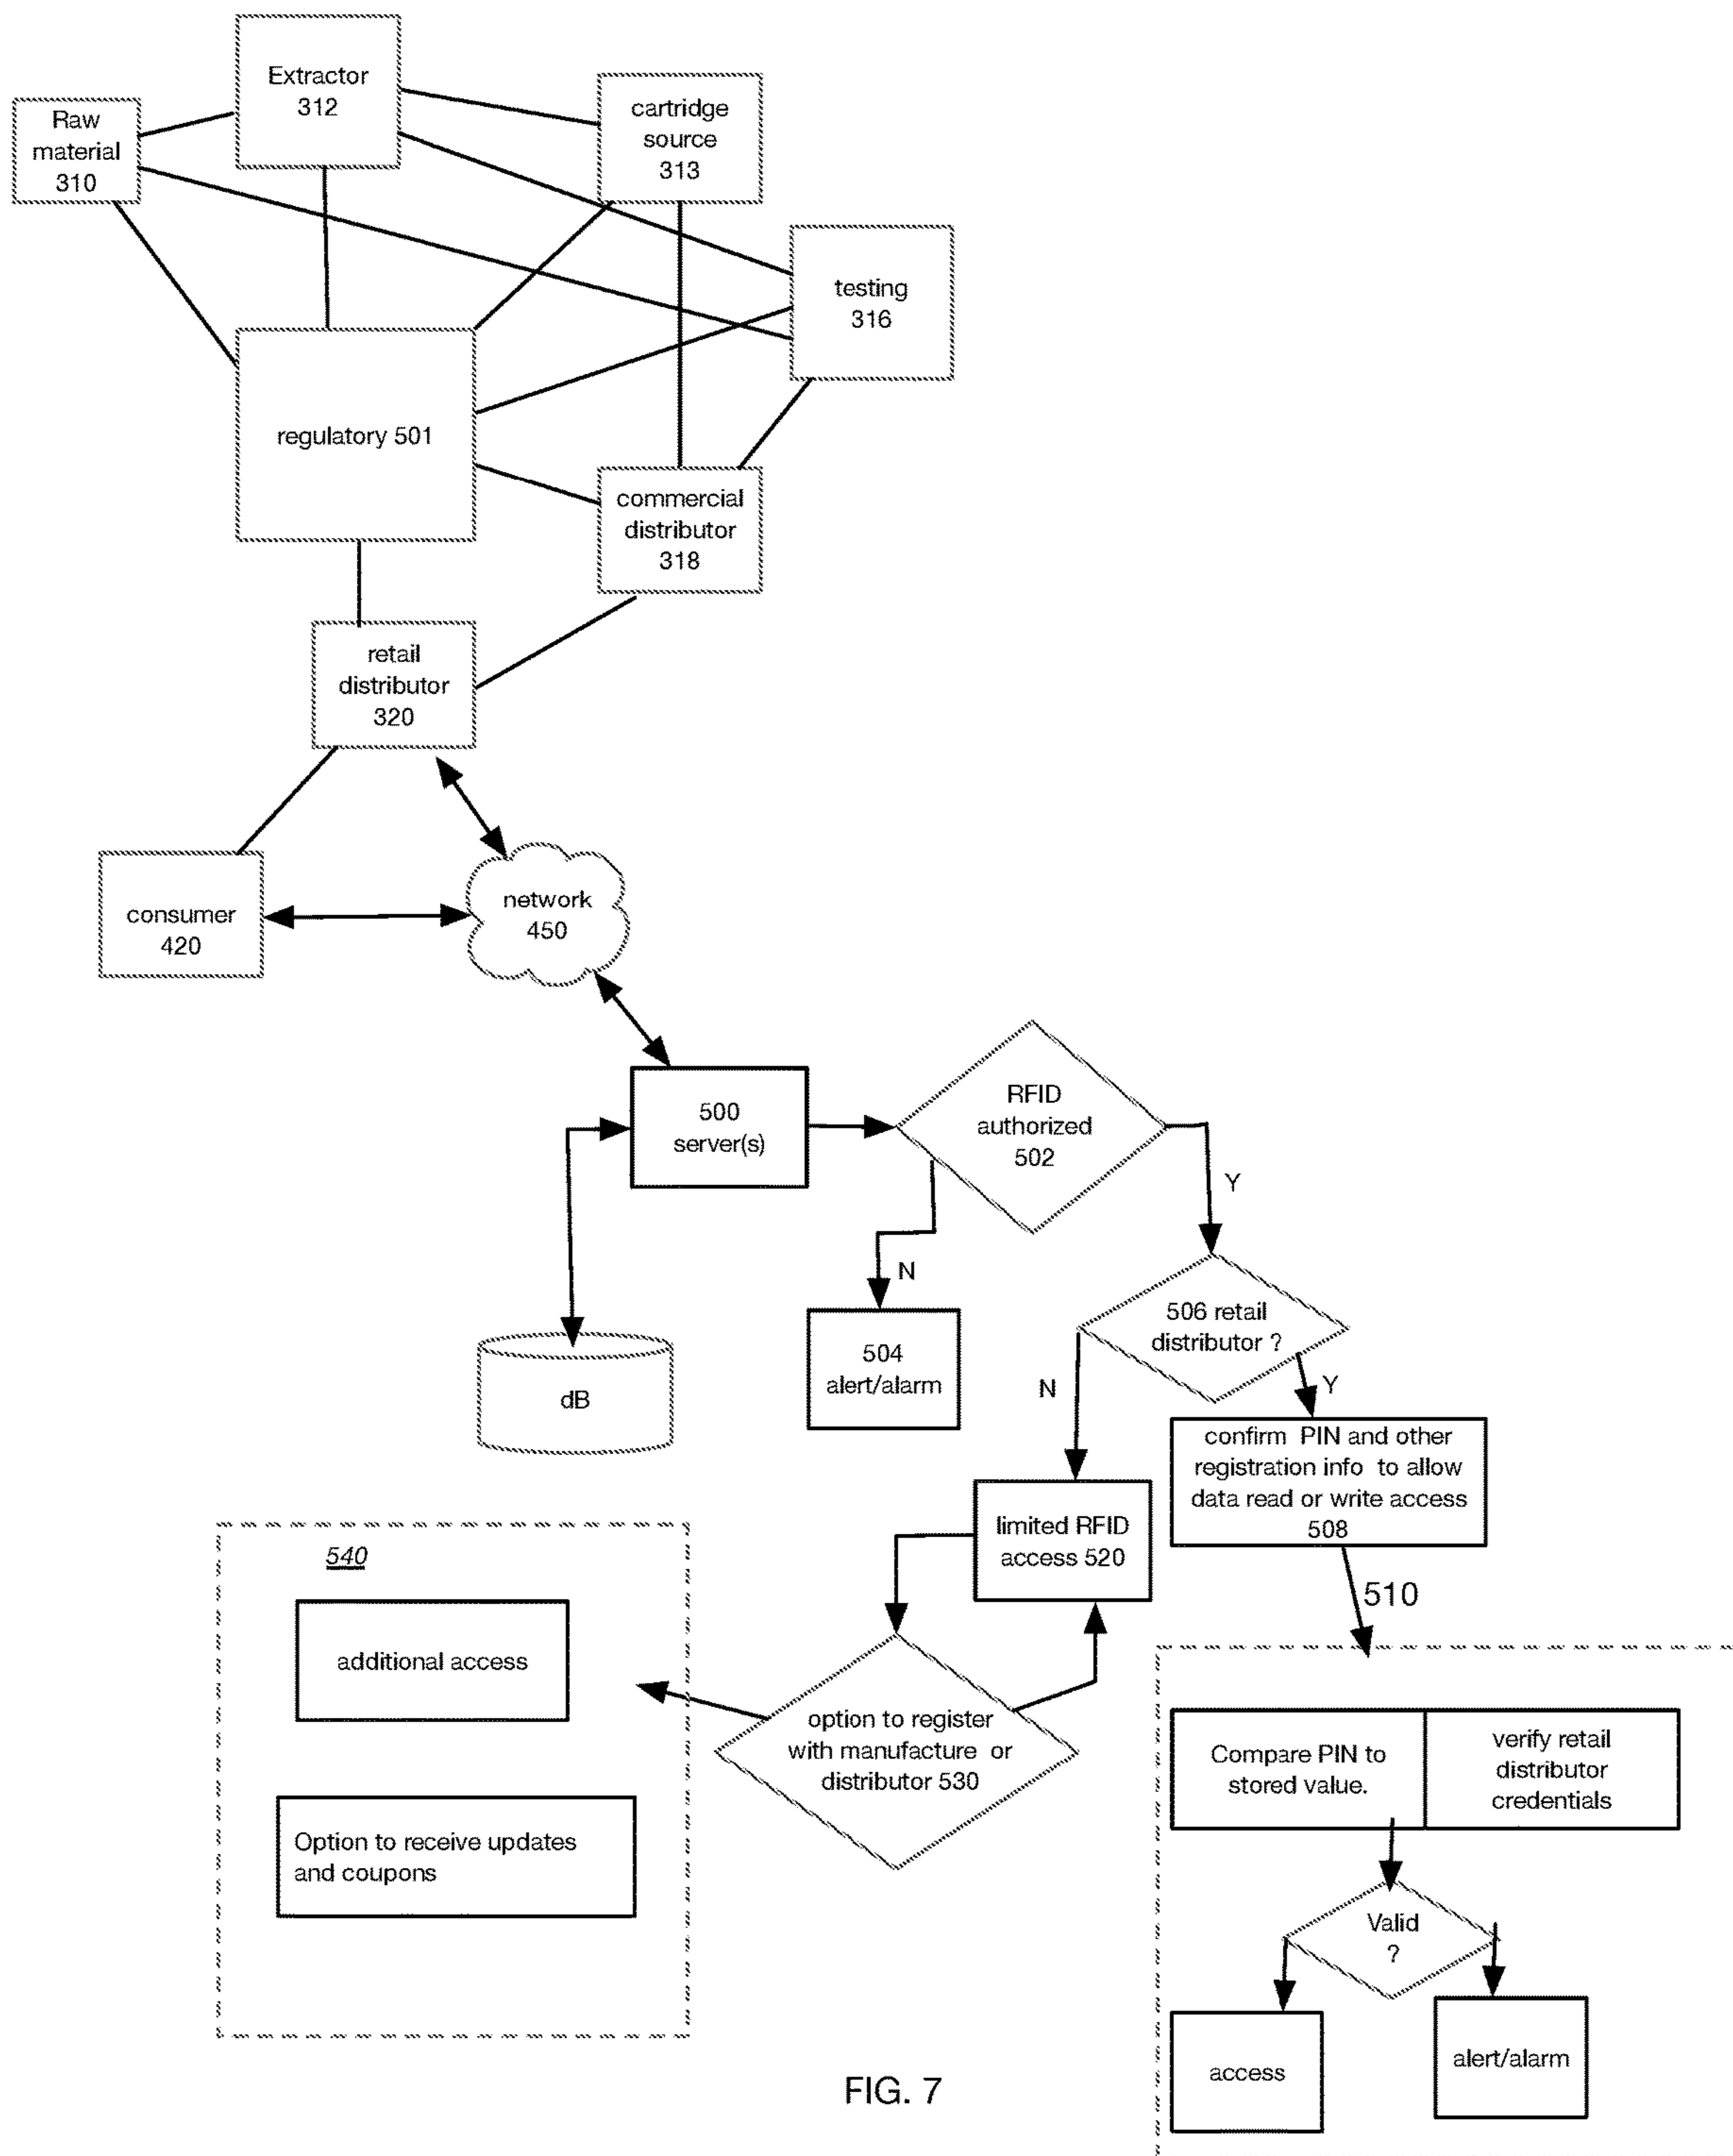 Extractor
312
Raw
material
310
cartridge
source
313
testing
316
regulatory 501
commercial
distributor
318
retail
distributor
320
consumer
420
network
450
500
server(s)
RFID
authorized
502
Y
N
506 retail
distributor ?
504
alert/alarm
dB
N
Y
confirm PIN and other
registration info to allow
data read or write access
508
limited RFID
access 520
510
540
additional access
option to register
with manufacture or
distributor 530
Compare PIN to
stored value.
verify retail
distributor
credentials
Option to receive updates
and coupons
Valid
?
access
alert/alarm
FIG. 7